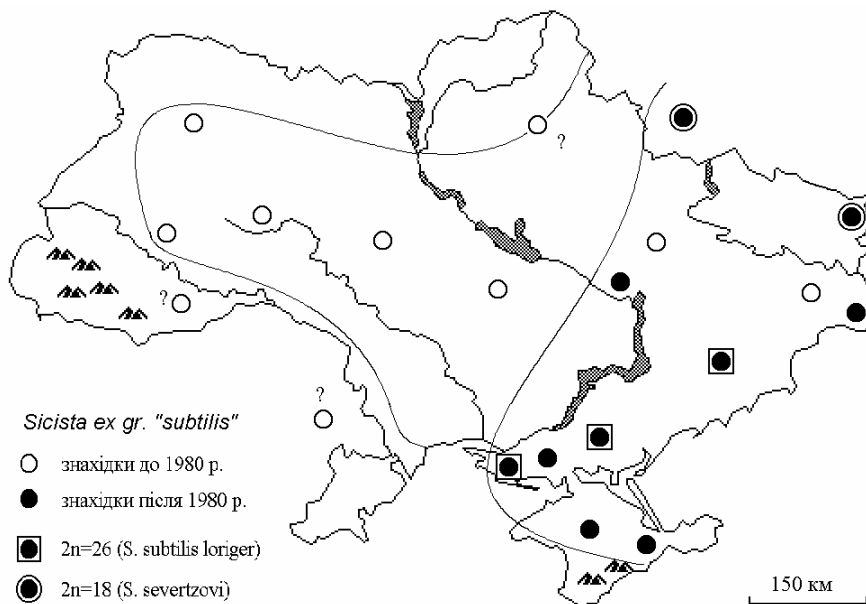 ?
?
?
Sicista ex gr. "subtilis"
знахідки до 1980 р.
знахідки після 1980 р.
2n=26 (S. subtilis loriger)
2n=18 (S. severtzovi)
150 км